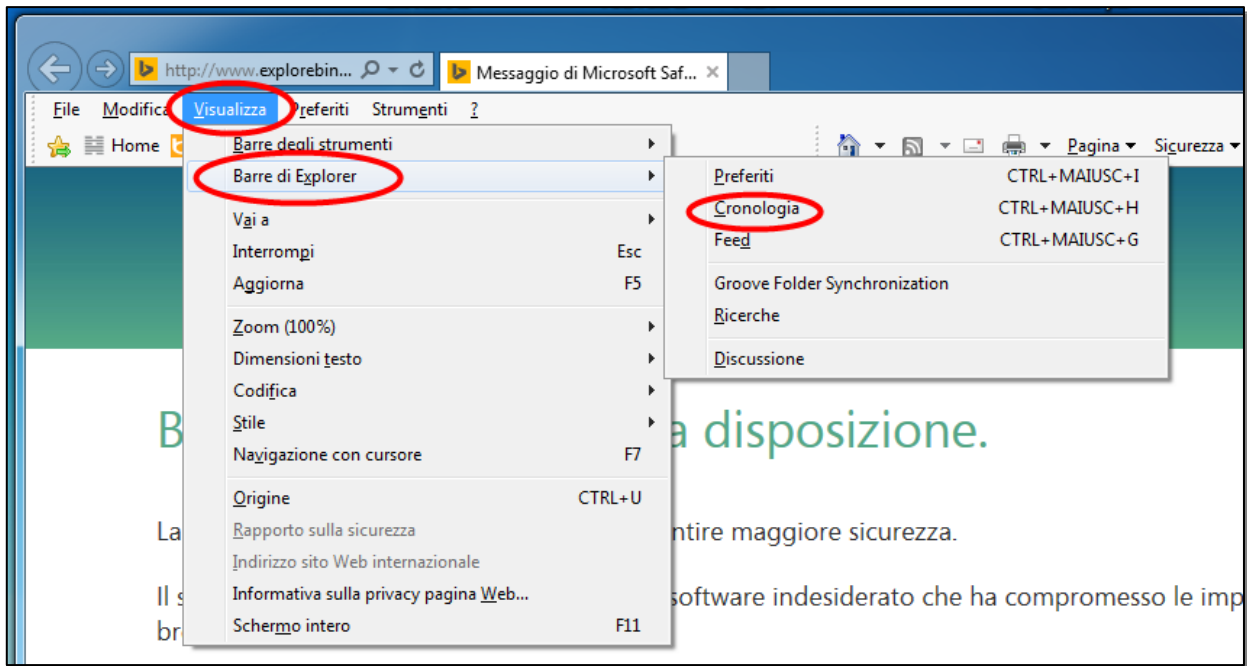 http://www.explorebin... Messaggio di Microsoft Saf...
File Modifica Visualizza Preferiti Strumenti ?
Home Pagina Sicurezza
Barre degli strumenti
Barre di Explorer
Vai a
Interrompi Esc
Aggiorna F5
Zoom (100%)
Dimensioni testo
Codifica
Stile
Navigazione con cursore F7
Origine CTRL+U
Rapporto sulla sicurezza
Indirizzo sito Web internazionale
Informativa sulla privacy pagina Web...
Schermo intero F11
Preferiti CTRL+MAIUSC+I
Cronologia CTRL+MAIUSC+H
Feed CTRL+MAIUSC+G
Groove Folder Synchronization
Ricerche
Discussione
B a disposizione.
La ntire maggiore sicurezza.
Il s software indesiderato che ha compromesso le imp
br